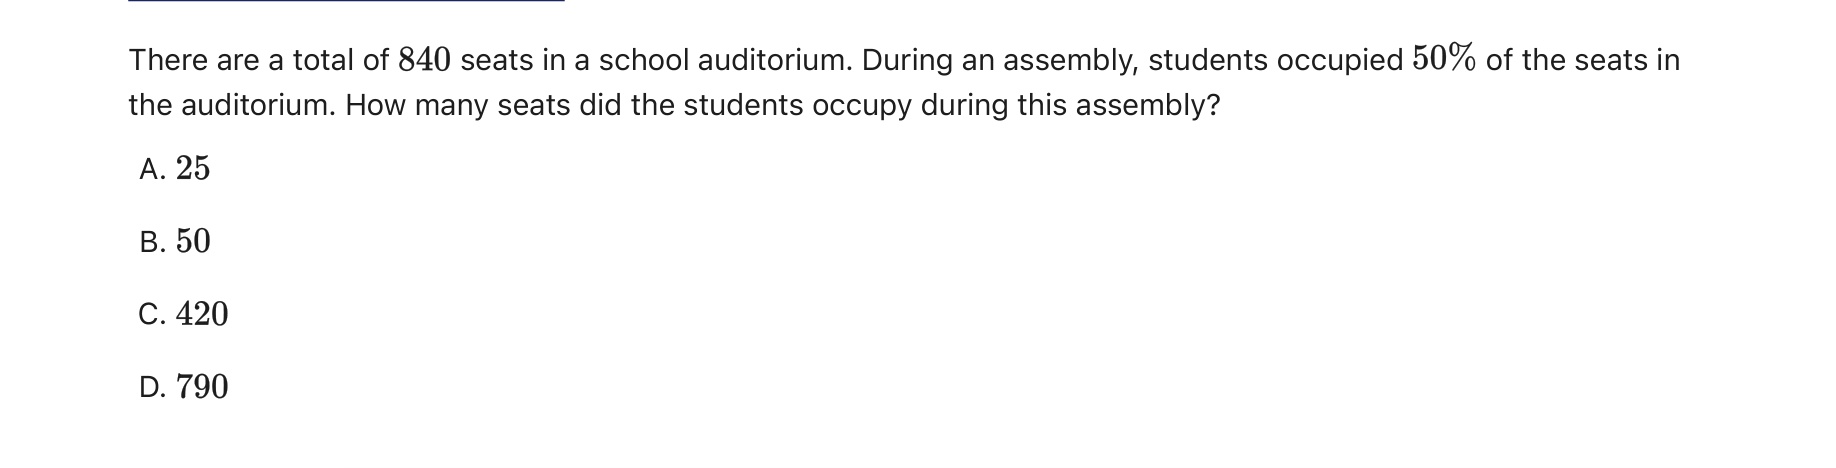 There are a total of 840 seats in a school auditorium. During an assembly, students occupied 50% of the seats in
the auditorium. How many seats did the students occupy during this assembly?
A. 25
B. 50
C. 420
D. 790